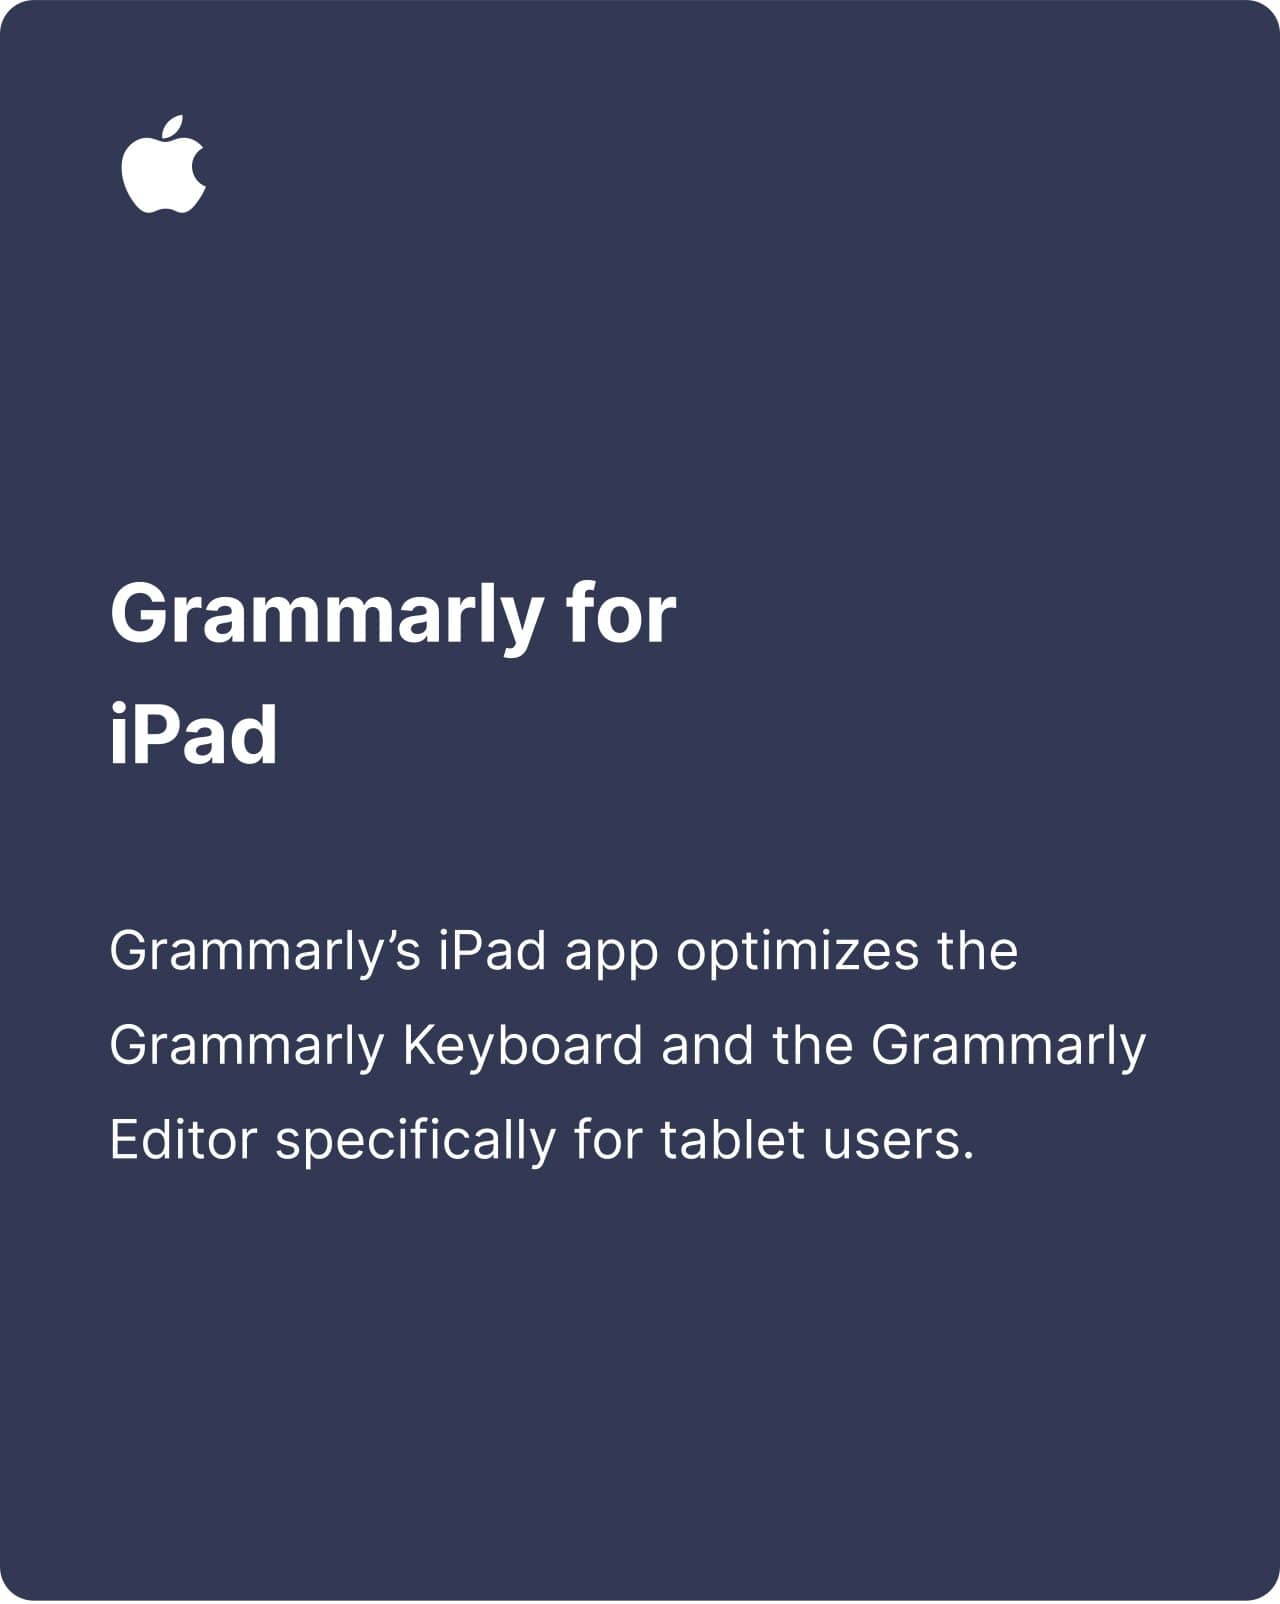 Grammarly for
iPad
Grammarly’s iPad app optimizes the
Grammarly Keyboard and the Grammarly
Editor specifically for tablet users.